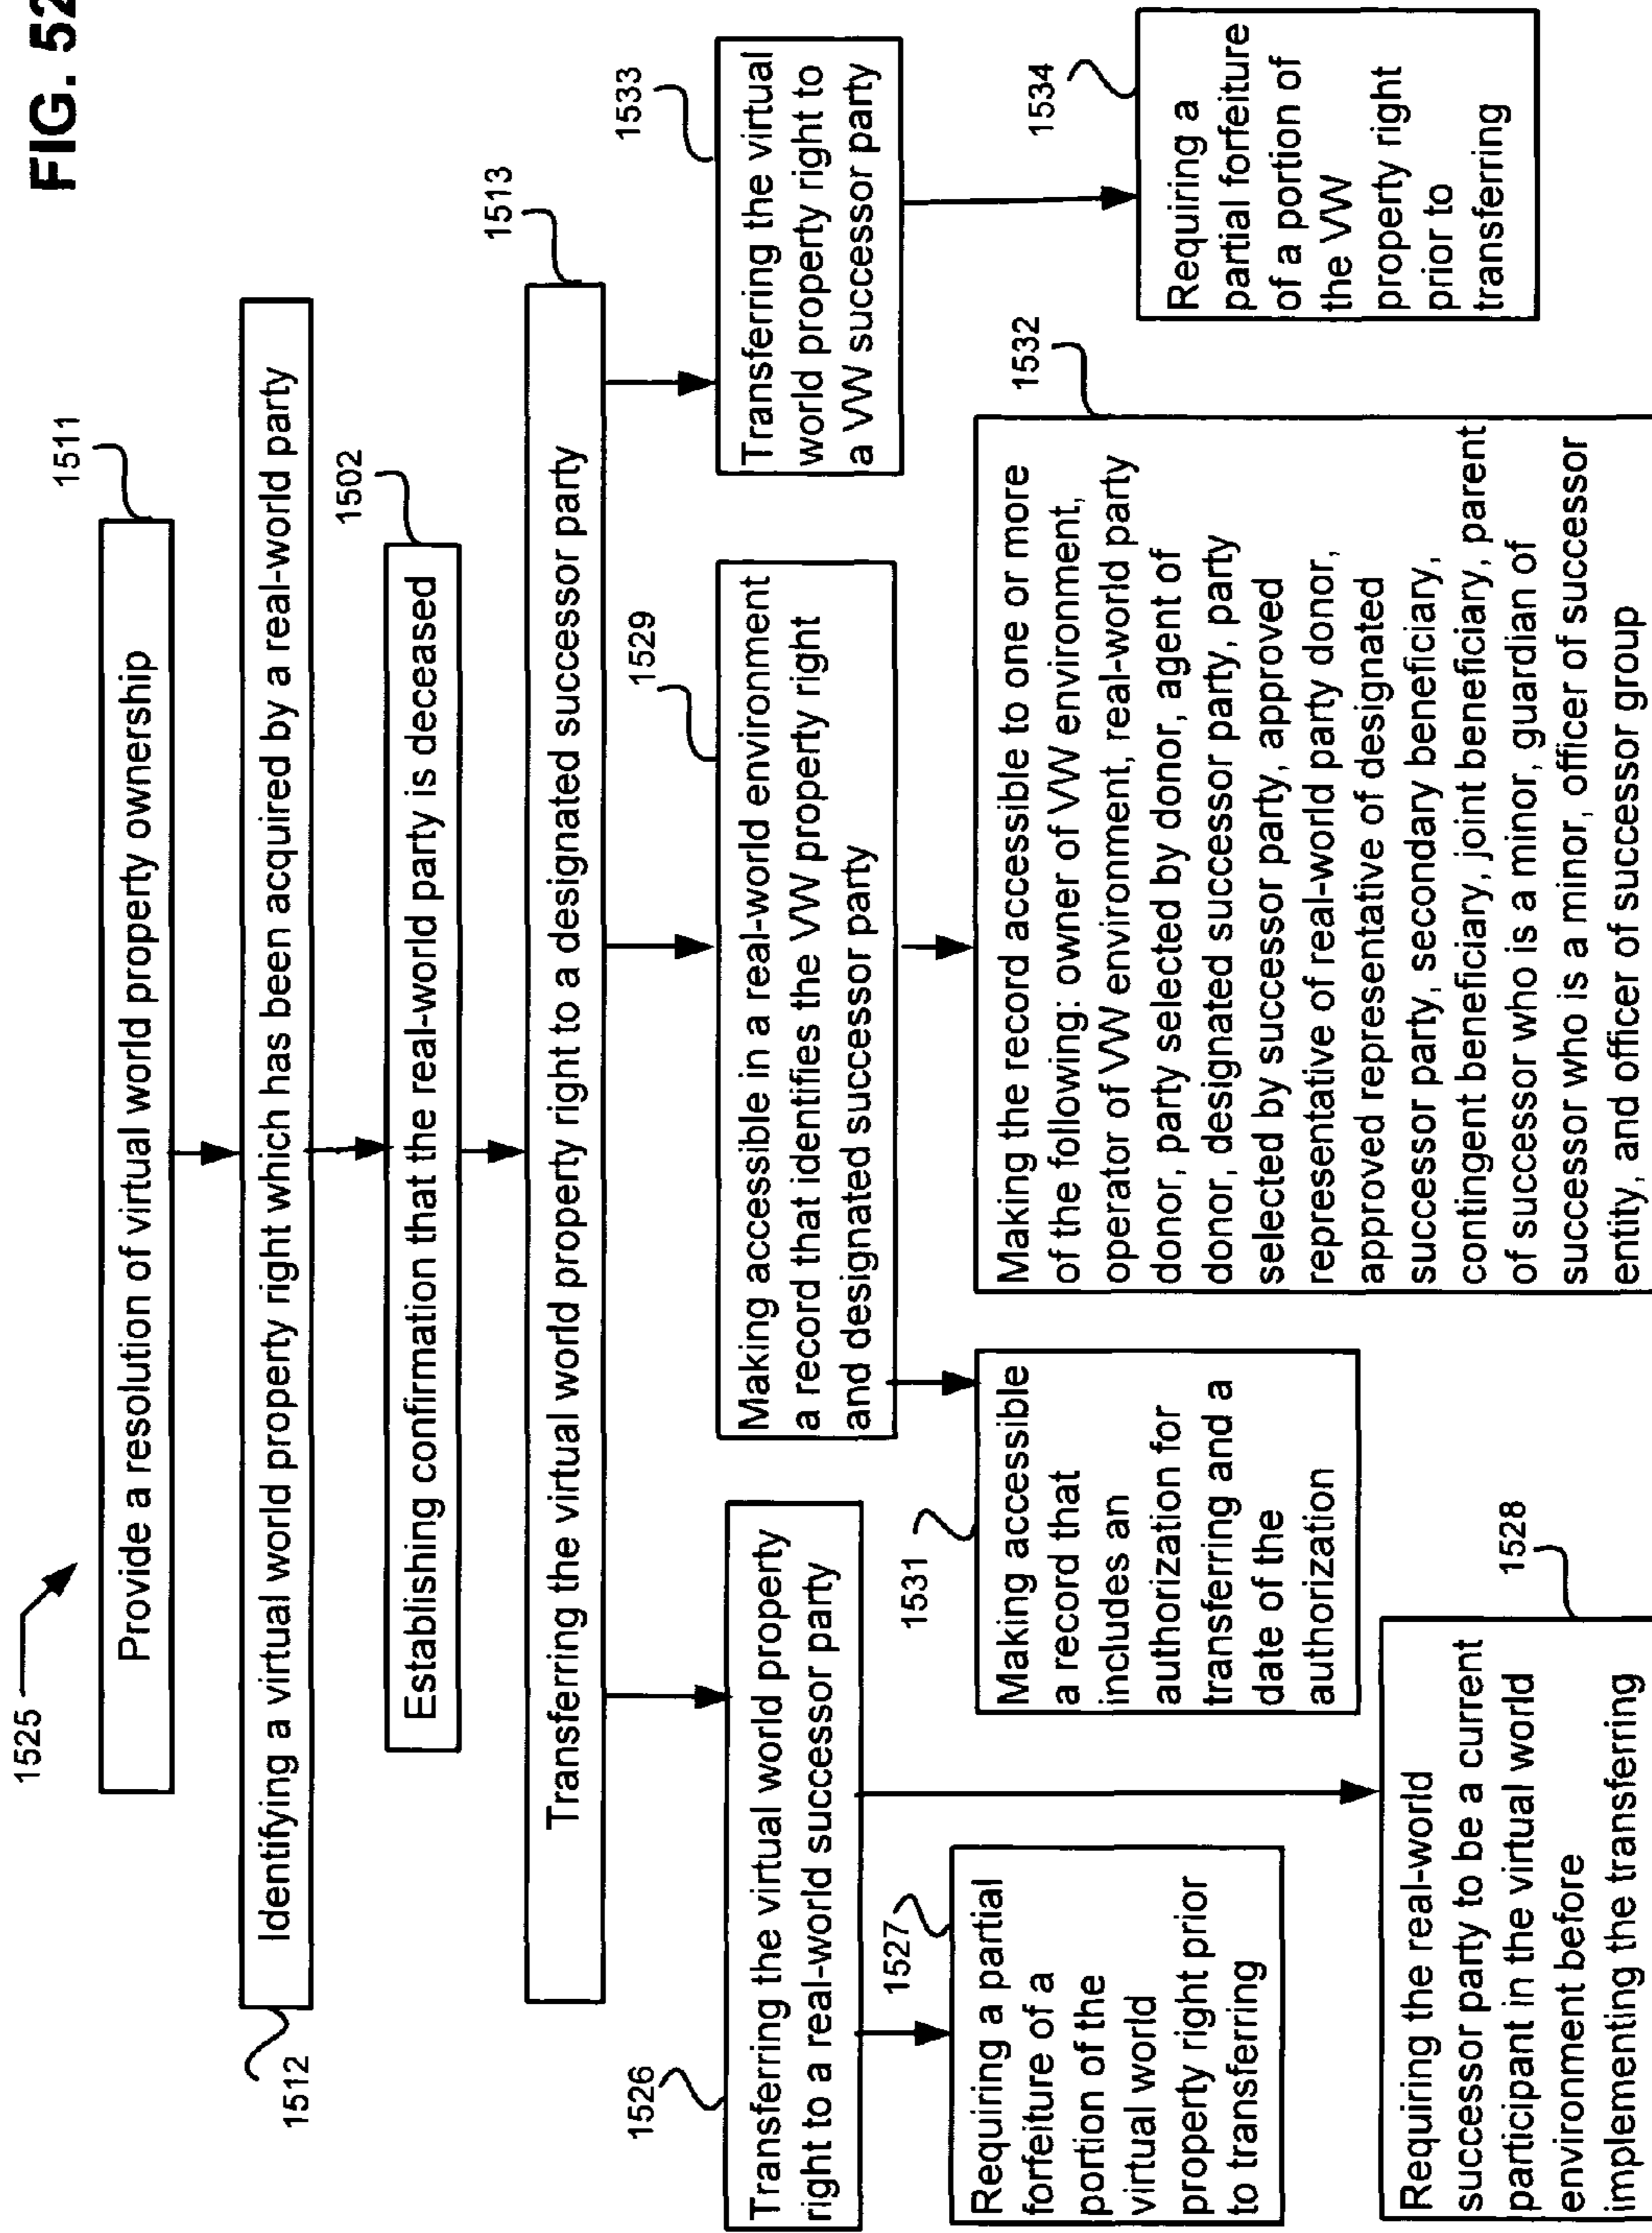 FIG. 52
1525
1511
Provide a resolution of virtual world property ownership
1512
Identifying a virtual world property right which has been acquired by a real-world party
1502
Establishing confirmation that the real-world party is deceased
1513
Transferring the virtual world property right to a designated successor party
1526
Transferring the virtual world property
right to a real-world successor party
1529
Making accessible in a real-world environment
a record that identifies the VW property right
and designated successor party
1533
Transferring the virtual
world property right to
a VW successor party
1527
Requiring a partial
forfeiture of a
portion of the
virtual world
property right prior
to transferring
1531
Making accessible
a record that
includes an
authorization for
transferring and a
date of the
authorization
1532
Making the record accessible to one or more
of the following: owner of VW environment,
operator of VW environment, real-world party
donor, party selected by donor, agent of
donor, designated successor party, party
selected by successor party, approved
representative of real-world party donor,
approved representative of designated
successor party, secondary beneficiary,
contingent beneficiary, joint beneficiary, parent
of successor who is a minor, guardian of
successor who is a minor, officer of successor
entity, and officer of successor group
1534
Requiring a
partial forfeiture
of a portion of
the VW
property right
prior to
transferring
1528
Requiring the real-world
successor party to be a current
participant in the virtual world
environment before
implementing the transferring